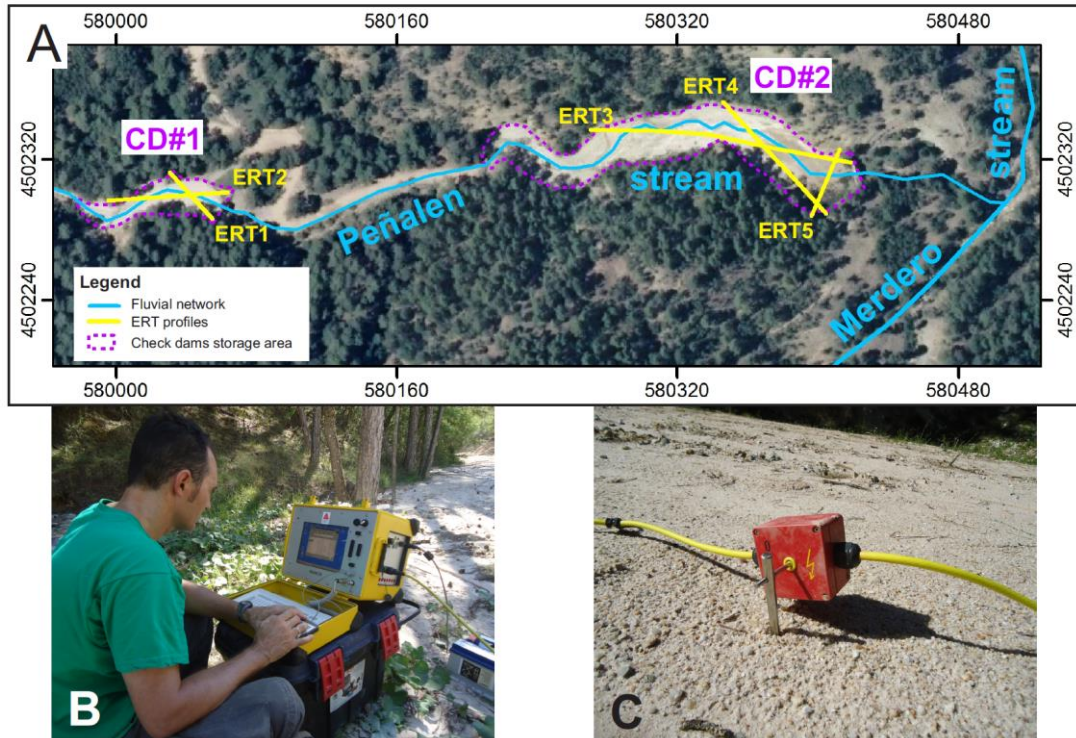 580000 580160 580320 580480
A
ERT4
CD#2
ERT3
CD#1
ERT2
ERT1
4502320
4502320
stream
stream
Peñalen
ERT5
Merdero
4502240
4502240
Legend
Fluvial network
ERT profiles
Check dams storage area
580000 580160 580320 580480
B
C